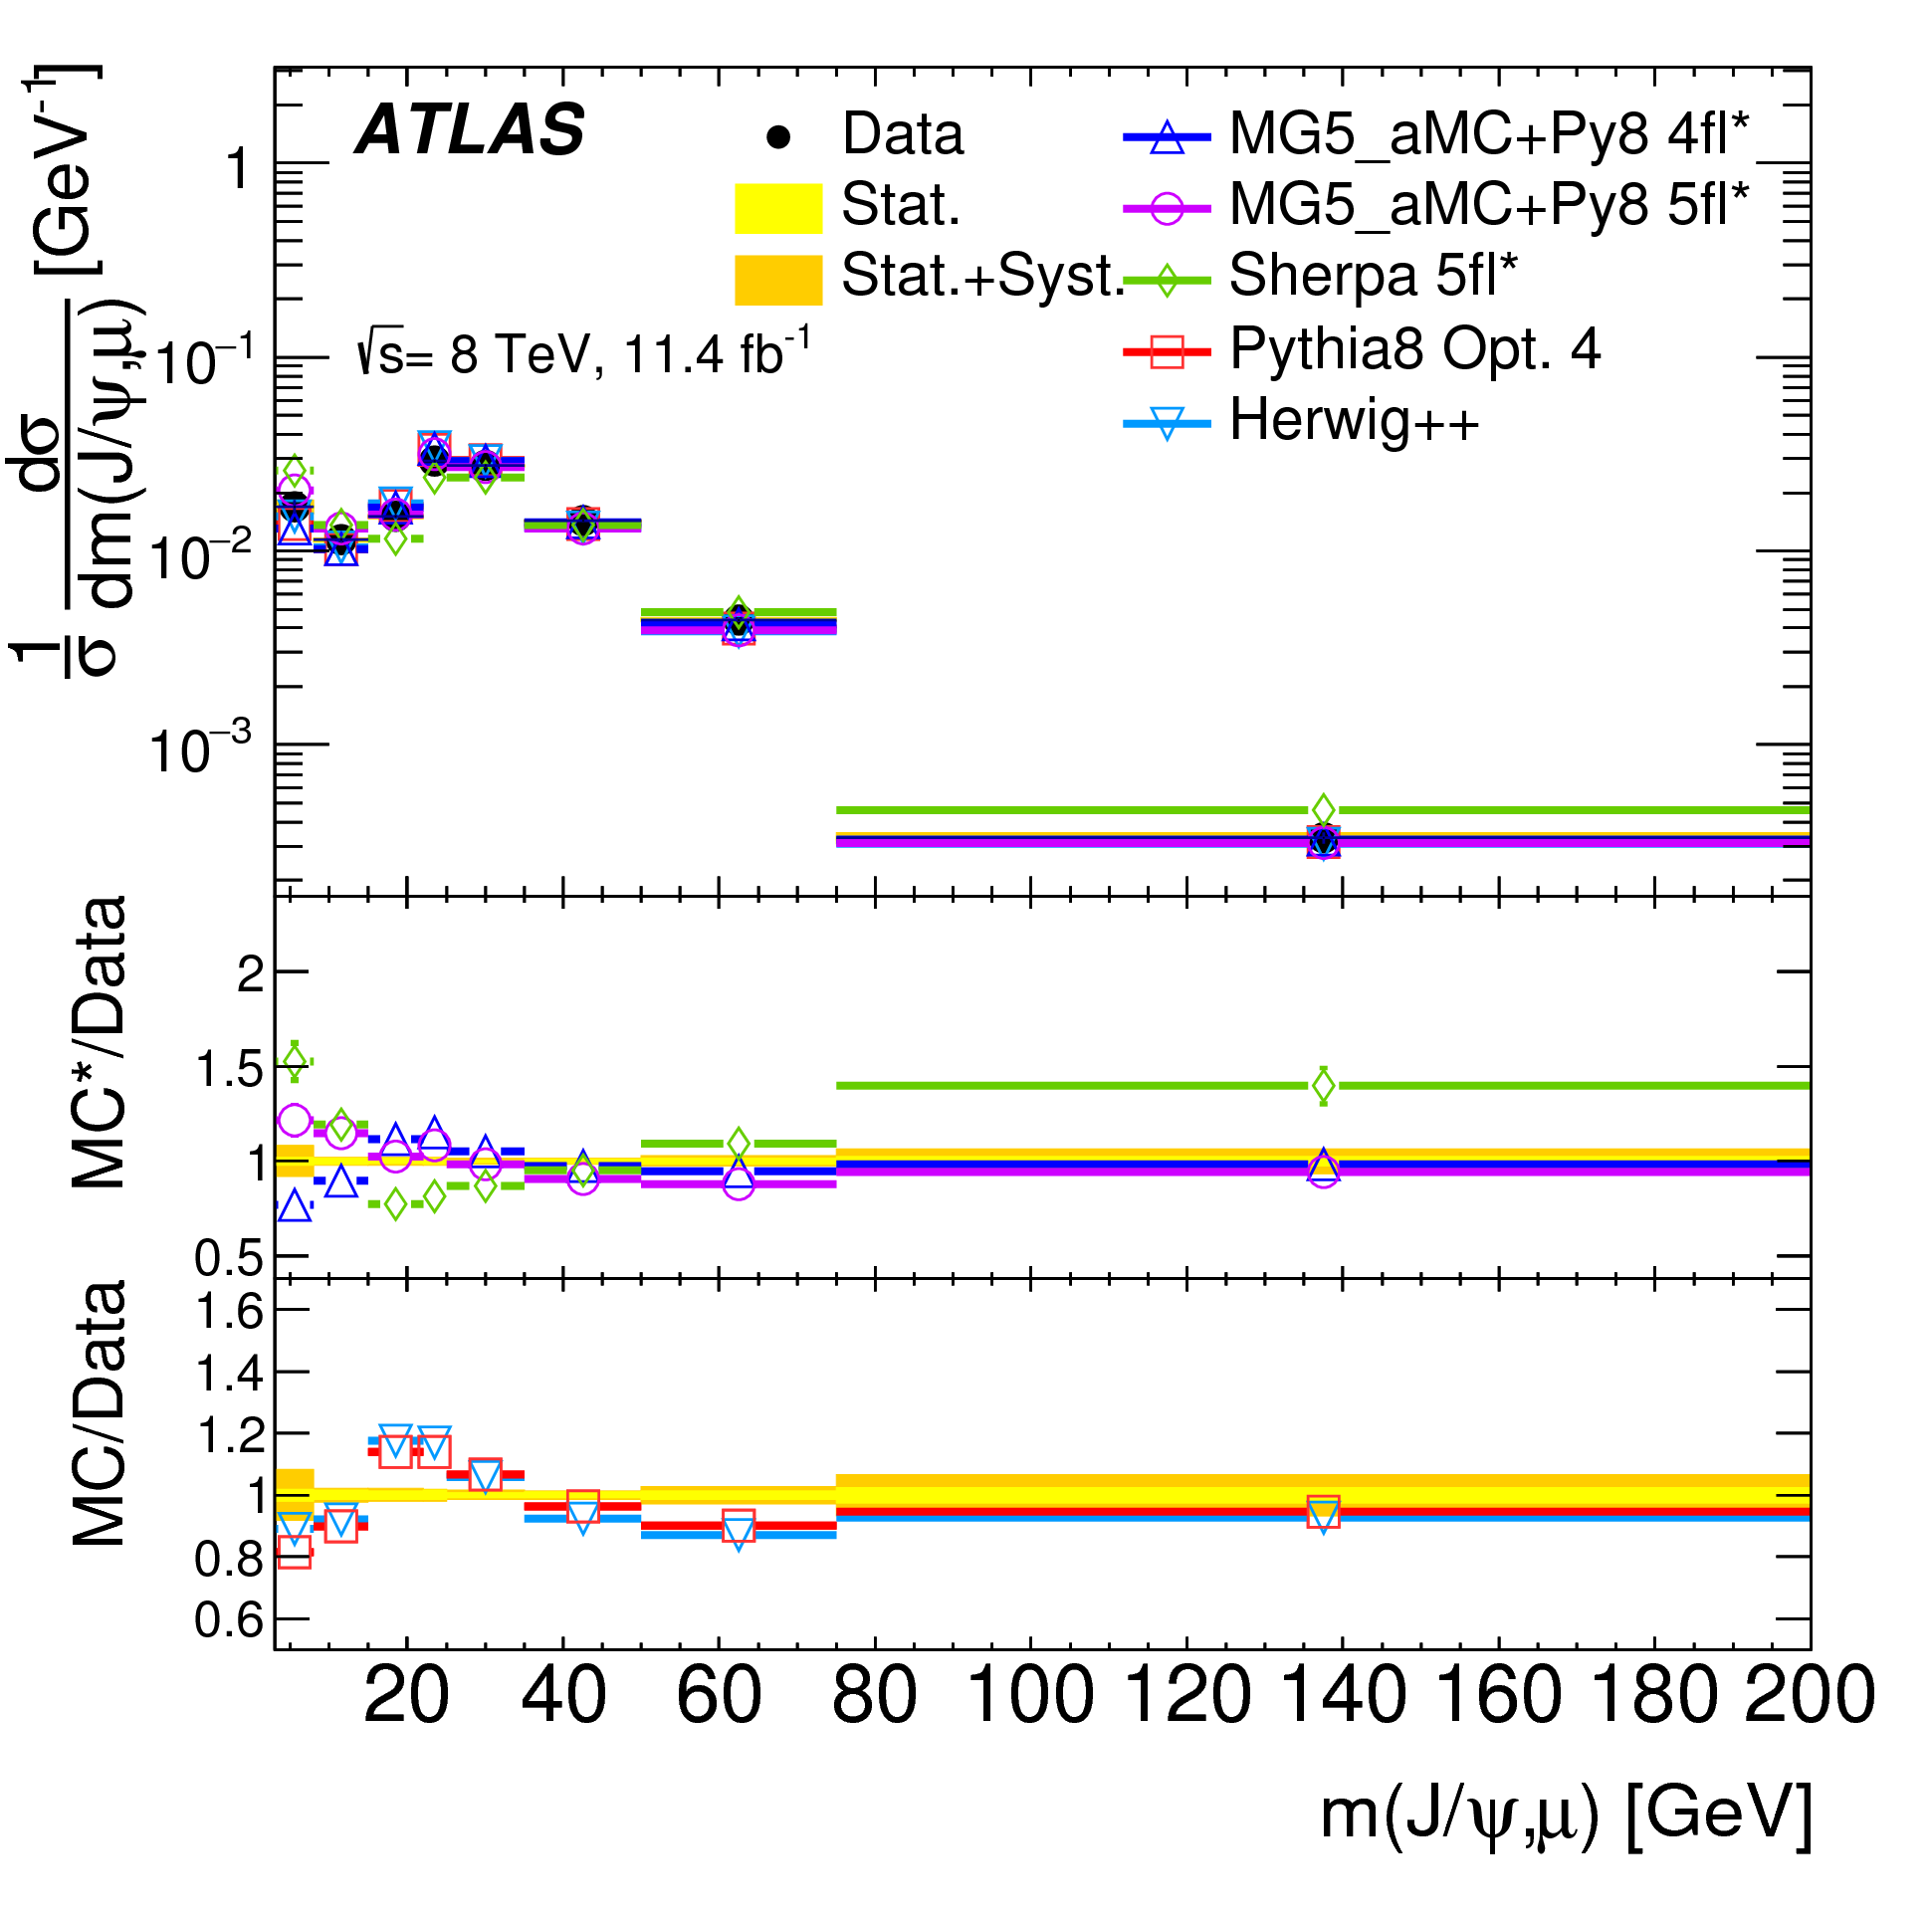 ATLAS
Data
Stat.
Stat.+Syst.
MG5_aMC+Py8 4fl*
MG5_aMC+Py8 5fl*
Sherpa 5fl*
Pythia8 Opt. 4
Herwig++
√s= 8 TeV, 11.4 fb⁻¹
1/σ dσ/dm(J/ψ,μ) [GeV⁻¹]
1
10⁻¹
10⁻²
10⁻³
MC*/Data
2
1.5
1
0.5
MC/Data
1.6
1.4
1.2
1
0.8
0.6
20 40 60 80 100 120 140 160 180 200
m(J/ψ,μ) [GeV]